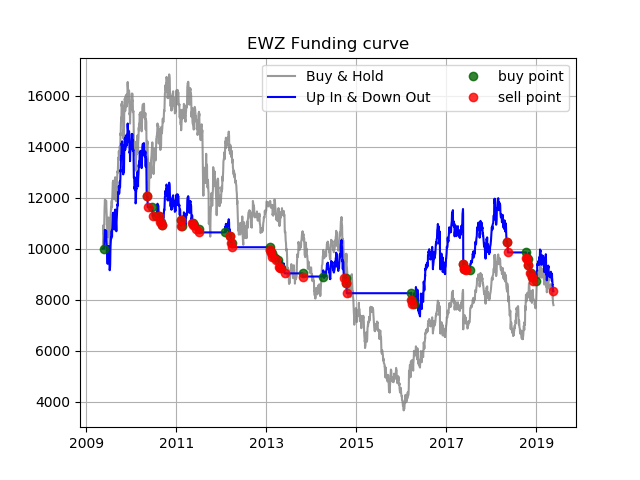 EWZ Funding curve
Buy & Hold
Up In & Down Out
buy point
sell point
16000
14000
12000
10000
8000
6000
4000
2009 2011 2013 2015 2017 2019